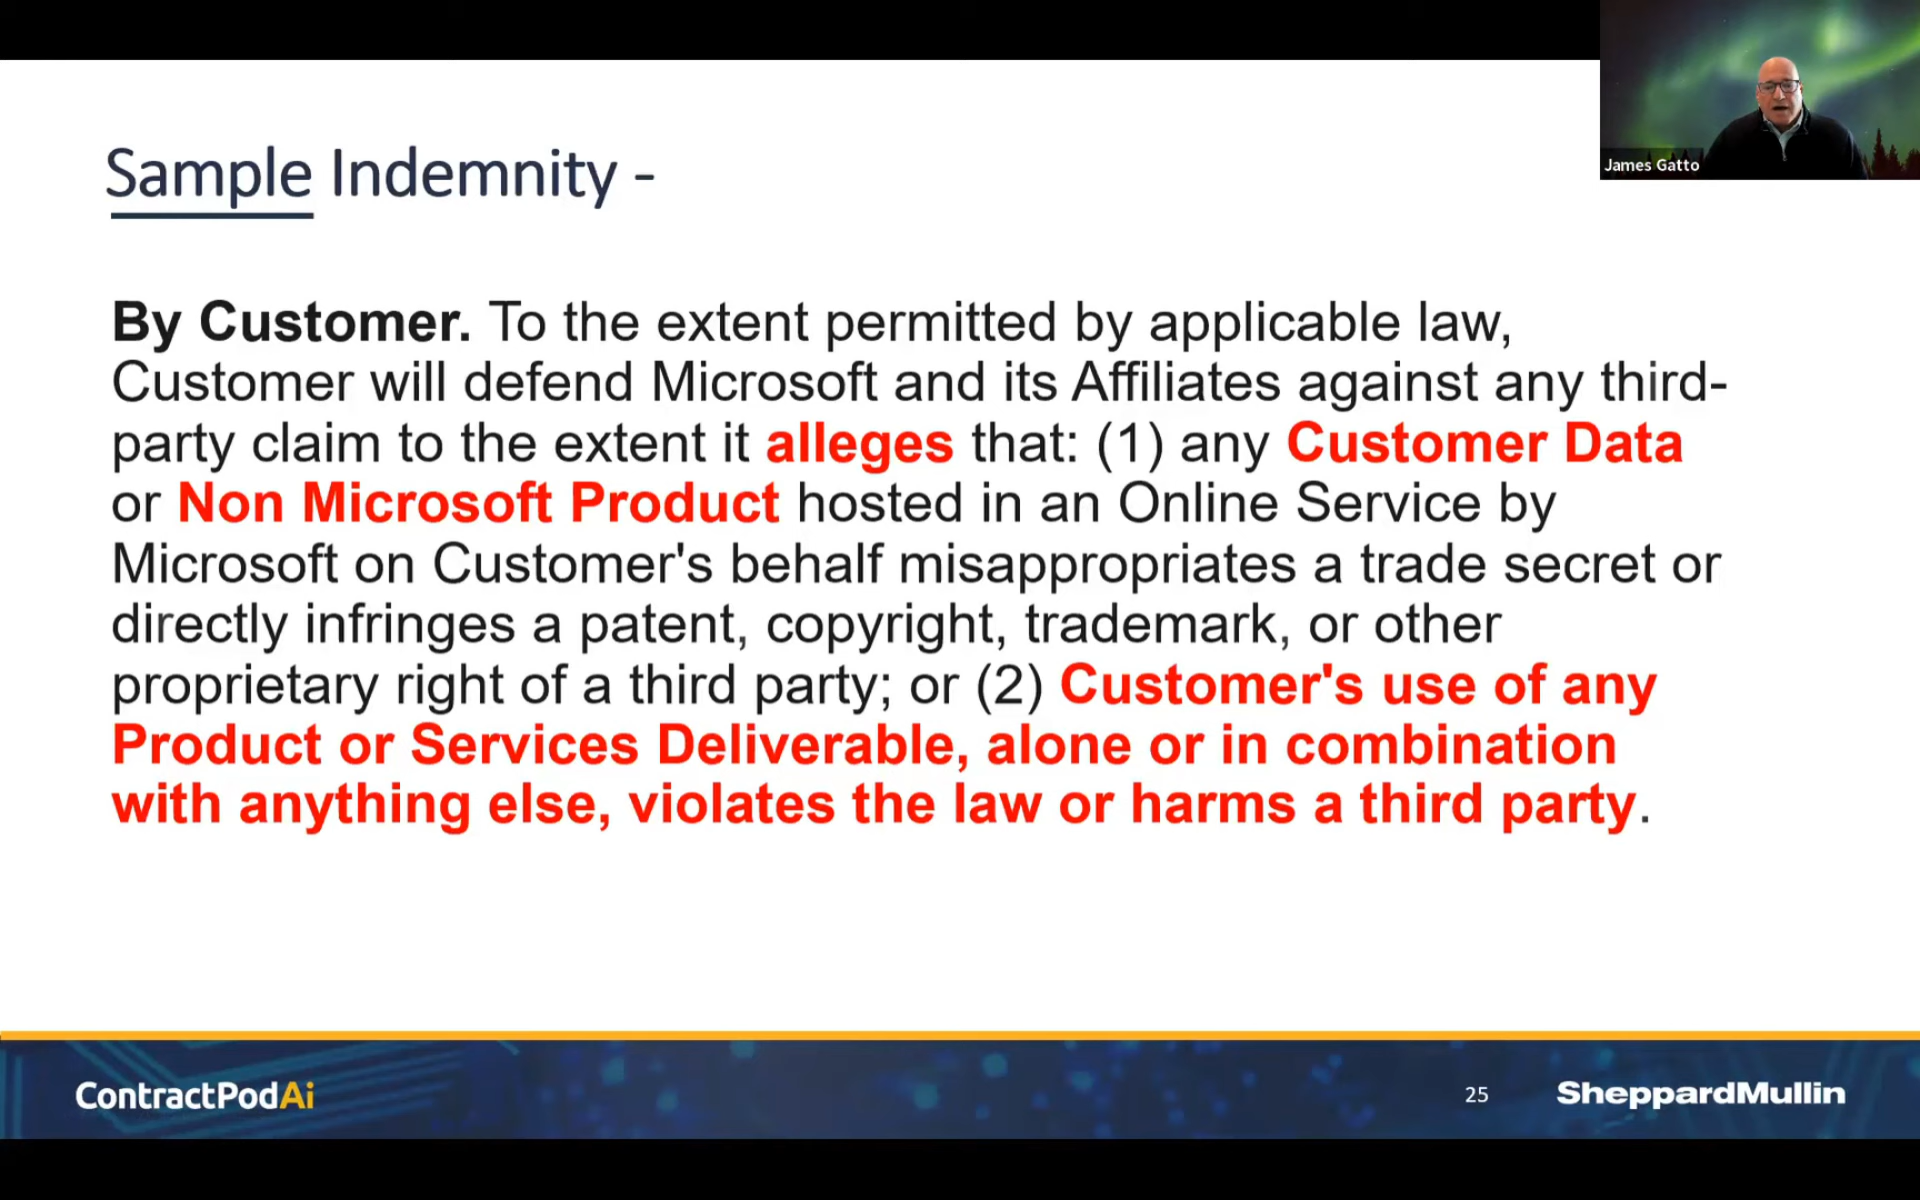 James Gatto
Sample Indemnity -
By Customer. To the extent permitted by applicable law,
Customer will defend Microsoft and its Affiliates against any third-
party claim to the extent it alleges that: (1) any Customer Data
or Non Microsoft Product hosted in an Online Service by
Microsoft on Customer's behalf misappropriates a trade secret or
directly infringes a patent, copyright, trademark, or other
proprietary right of a third party; or (2) Customer's use of any
Product or Services Deliverable, alone or in combination
with anything else, violates the law or harms a third party.
ContractPodAi
25
SheppardMullin